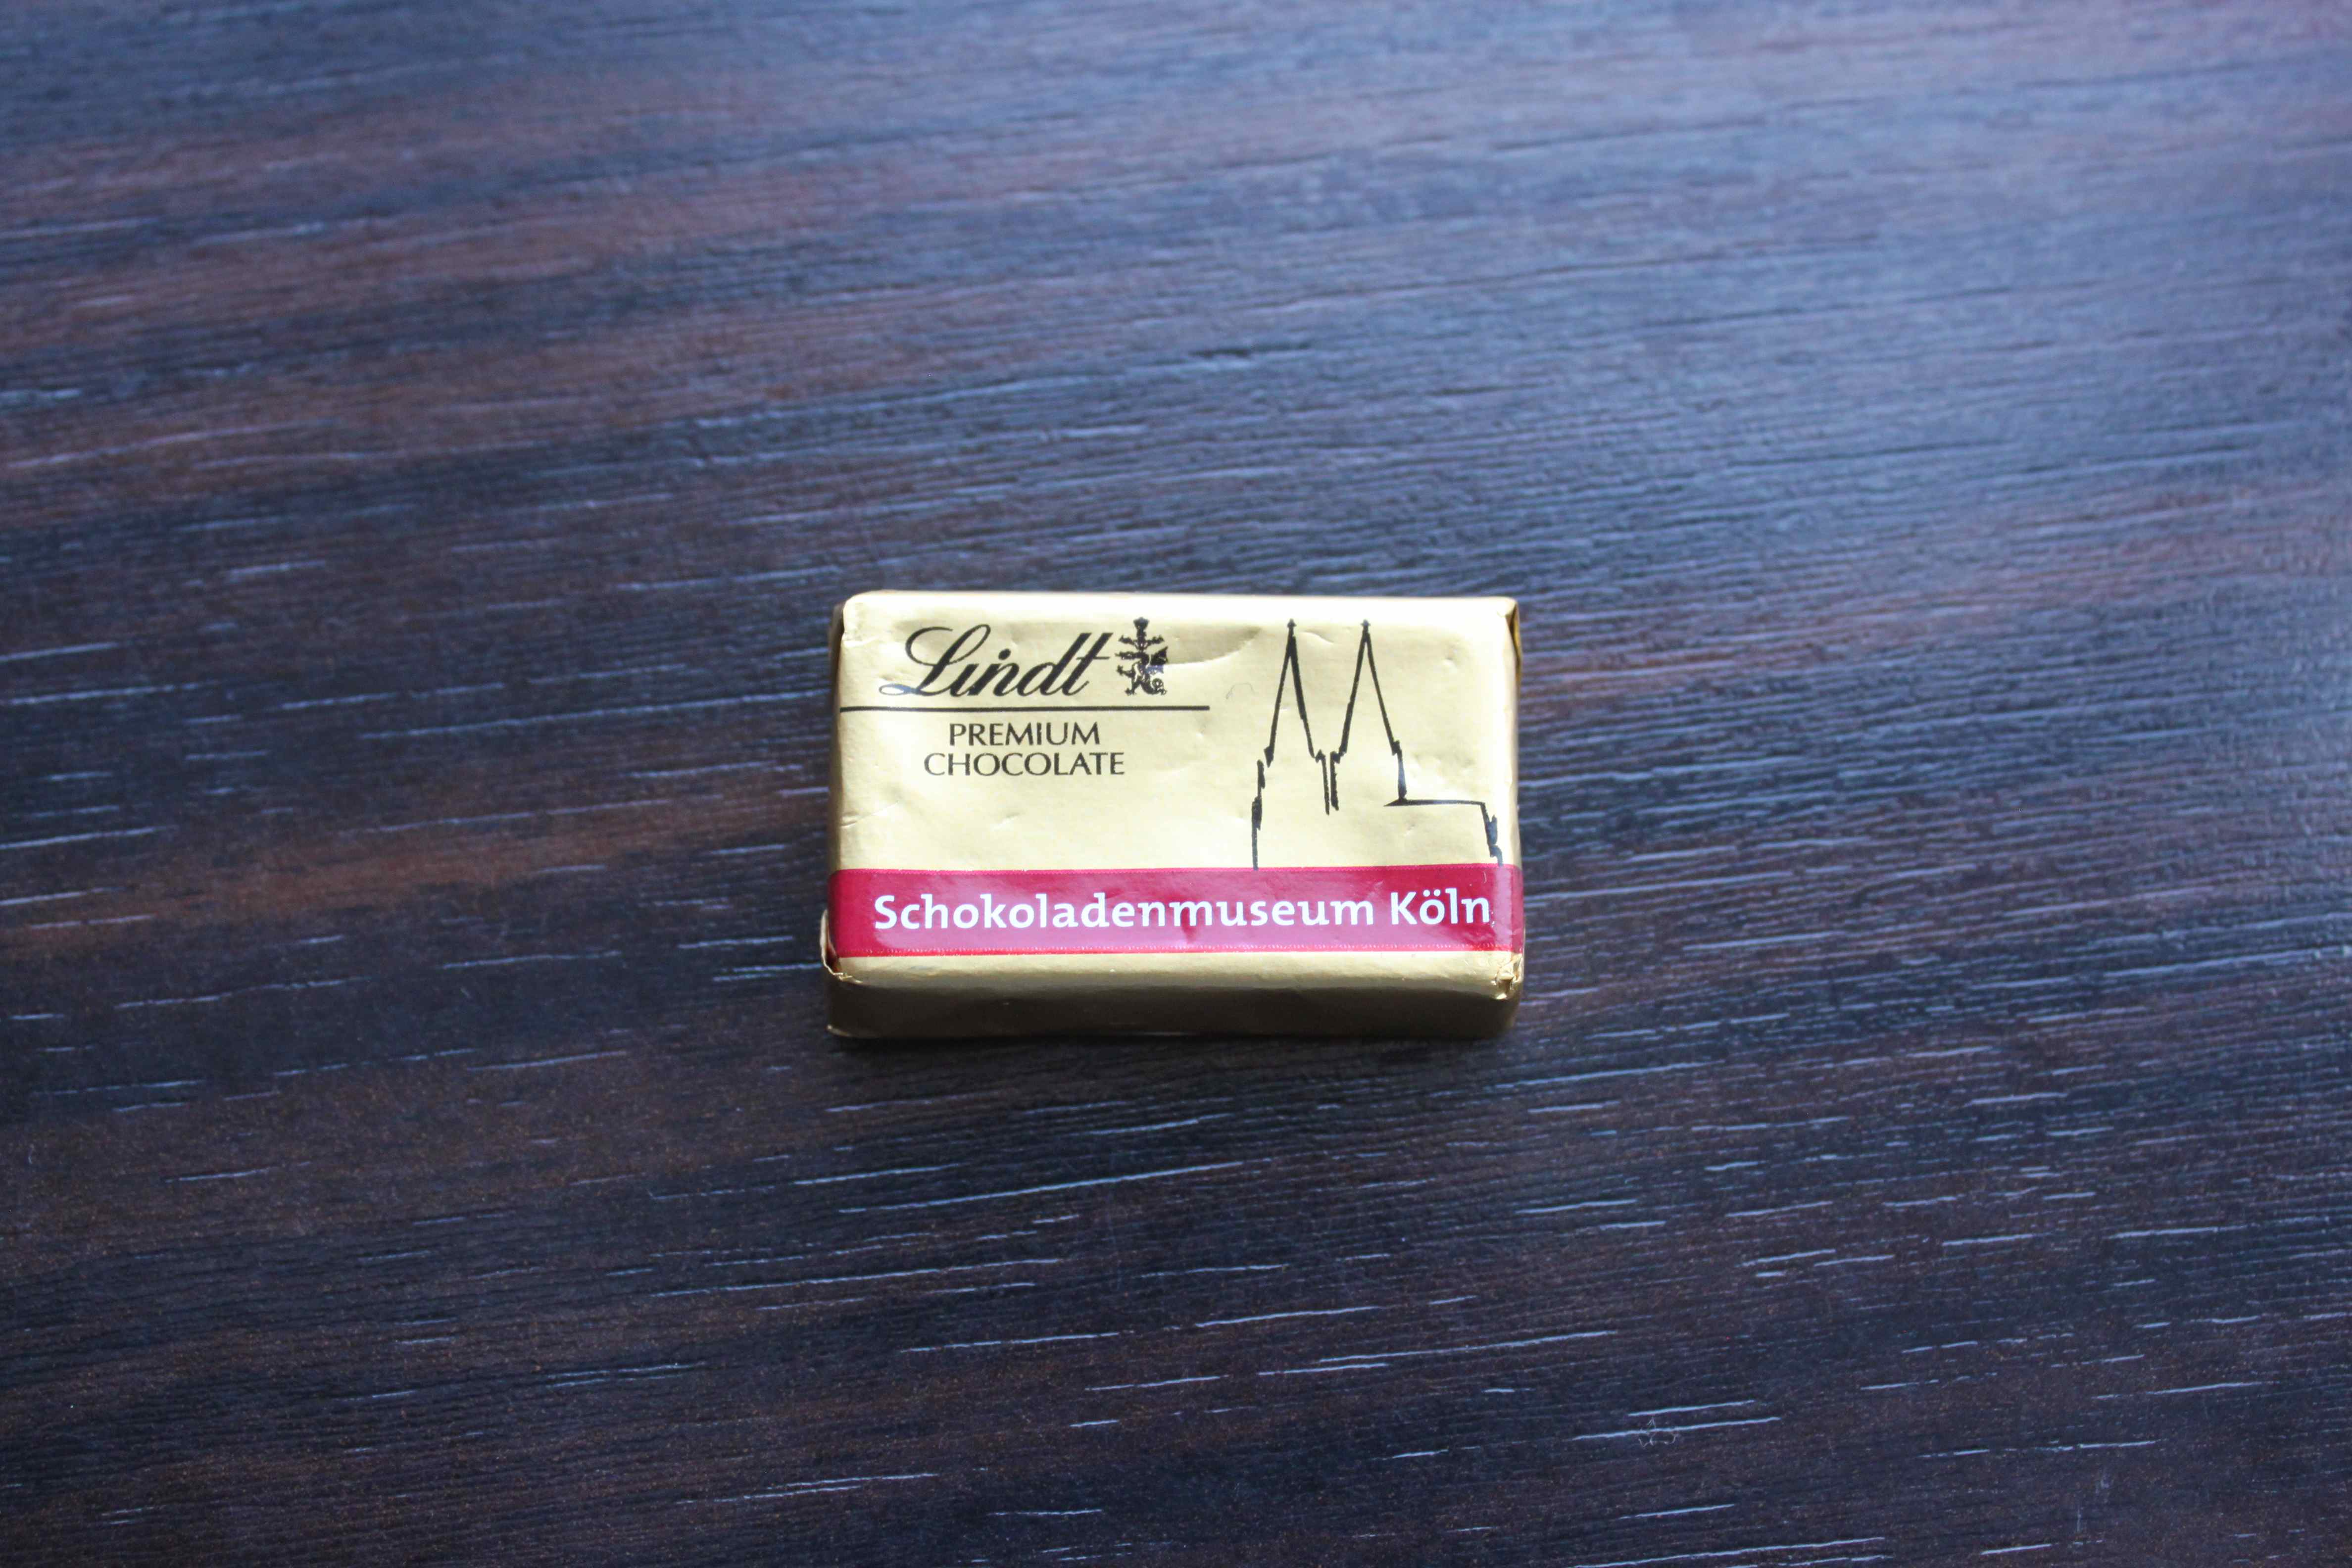 Lindt
PREMIUM
CHOCOLATE
Schokoladenmuseum Köln